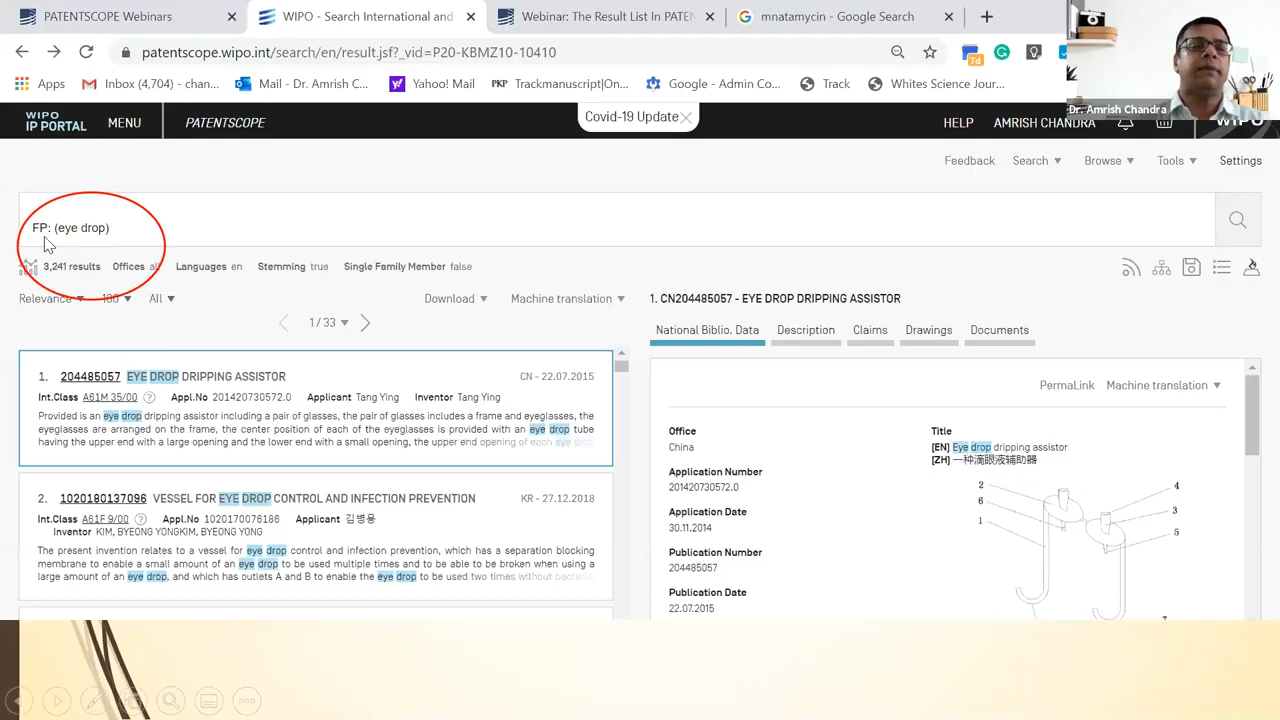 PATENTSCOPE Webinars
WIPO - Search International and
Webinar: The Result List In PATEN
mnatamycin - Google Search
patentscope.wipo.int/search/en/result.jsf?_vid=P20-KBMZ10-10410
7d
Apps
Inbox (4,704) - chan...
Mail - Dr. Amrish C...
Yahoo! Mail
PKP Trackmanuscript|On...
Google - Admin Co...
Track
Whites Science Jour...
Dr. Amrish Chandra
WIPO
IP PORTAL
MENU
PATENTSCOPE
Covid-19 Update
HELP
AMRISH CHANDRA
WIPO
Feedback
Search
Browse
Tools
Settings
FP: (eye drop)
3,241 results Offices all Languages en Stemming true Single Family Member false
Relevance 100 All
Download
Machine translation
1 / 33
1. CN204485057 - EYE DROP DRIPPING ASSISTOR
National Biblio. Data Description Claims Drawings Documents
1. 204485057 EYE DROP DRIPPING ASSISTOR CN - 22.07.2015
Int.Class A61M 35/00 ? Appl.No 201420730572.0 Applicant Tang Ying Inventor Tang Ying
Provided is an eye drop dripping assistor including a pair of glasses, the pair of glasses includes a frame and eyeglasses, the
eyeglasses are arranged on the frame, the center position of each of the eyeglasses is provided with an eye drop tube
having the upper end with a large opening and the lower end with a small opening, the upper end opening of each eye drop
2. 1020180137096 VESSEL FOR EYE DROP CONTROL AND INFECTION PREVENTION KR - 27.12.2018
Int.Class A61F 9/00 ? Appl.No 1020170076186 Applicant 김병용
Inventor KIM, BYEONG YONGKIM, BYEONG YONG
The present invention relates to a vessel for eye drop control and infection prevention, which has a separation blocking
membrane to enable a small amount of an eye drop to be used multiple times and to be able to be broken when using a
large amount of an eye drop, and which has outlets A and B to enable the eye drop to be used two times without bacterial
PermaLink Machine translation
Office
China
Application Number
201420730572.0
Application Date
30.11.2014
Publication Number
204485057
Publication Date
22.07.2015
Title
[EN] Eye drop dripping assistor
[ZH] 一种滴眼液辅助器
2
6
1
4
3
5
7